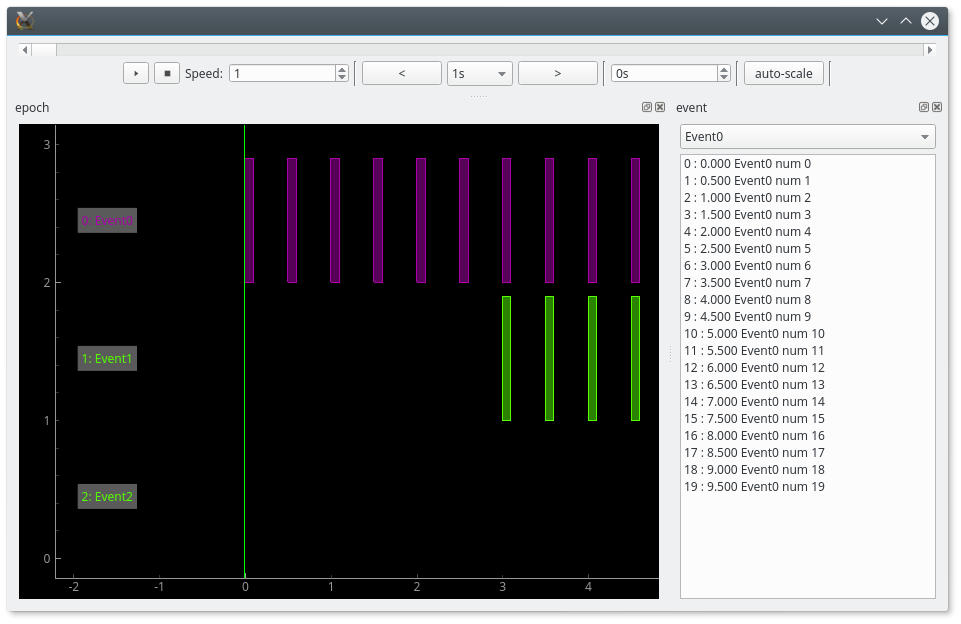 Speed: 1 < 1s > 0s auto-scale
epoch
event
3
2
1
0
0: Event0
1: Event1
2: Event2
-2 -1 0 1 2 3 4
Event0
0 : 0.000 Event0 num 0
1 : 0.500 Event0 num 1
2 : 1.000 Event0 num 2
3 : 1.500 Event0 num 3
4 : 2.000 Event0 num 4
5 : 2.500 Event0 num 5
6 : 3.000 Event0 num 6
7 : 3.500 Event0 num 7
8 : 4.000 Event0 num 8
9 : 4.500 Event0 num 9
10 : 5.000 Event0 num 10
11 : 5.500 Event0 num 11
12 : 6.000 Event0 num 12
13 : 6.500 Event0 num 13
14 : 7.000 Event0 num 14
15 : 7.500 Event0 num 15
16 : 8.000 Event0 num 16
17 : 8.500 Event0 num 17
18 : 9.000 Event0 num 18
19 : 9.500 Event0 num 19